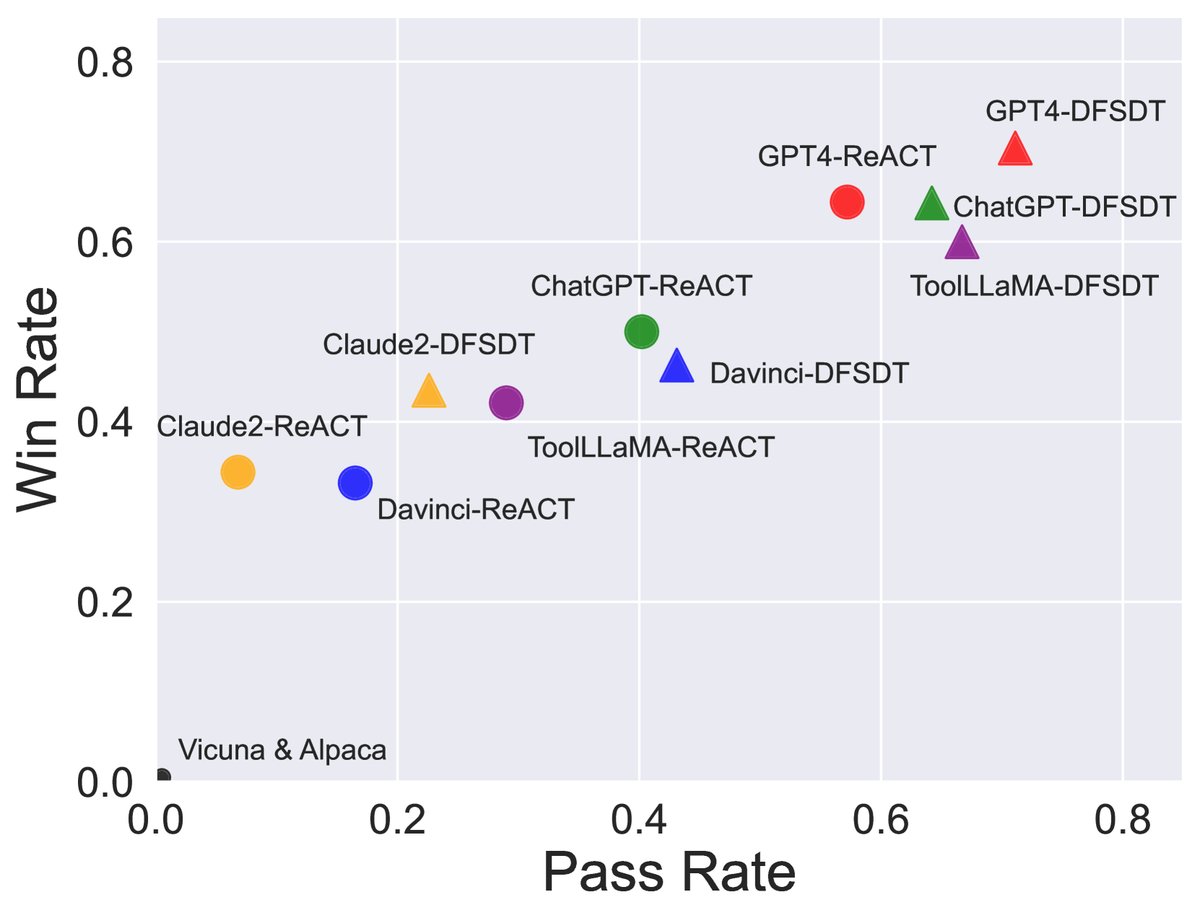 0.8
GPT4-DFSDT
GPT4-ReACT
ChatGPT-DFSDT
0.6
ToolLLaMA-DFSDT
ChatGPT-ReACT
Claude2-DFSDT
Davinci-DFSDT
Win Rate
0.4
Claude2-ReACT
ToolLLaMA-ReACT
Davinci-ReACT
0.2
Vicuna & Alpaca
0.0
0.0 0.2 0.4 0.6 0.8
Pass Rate